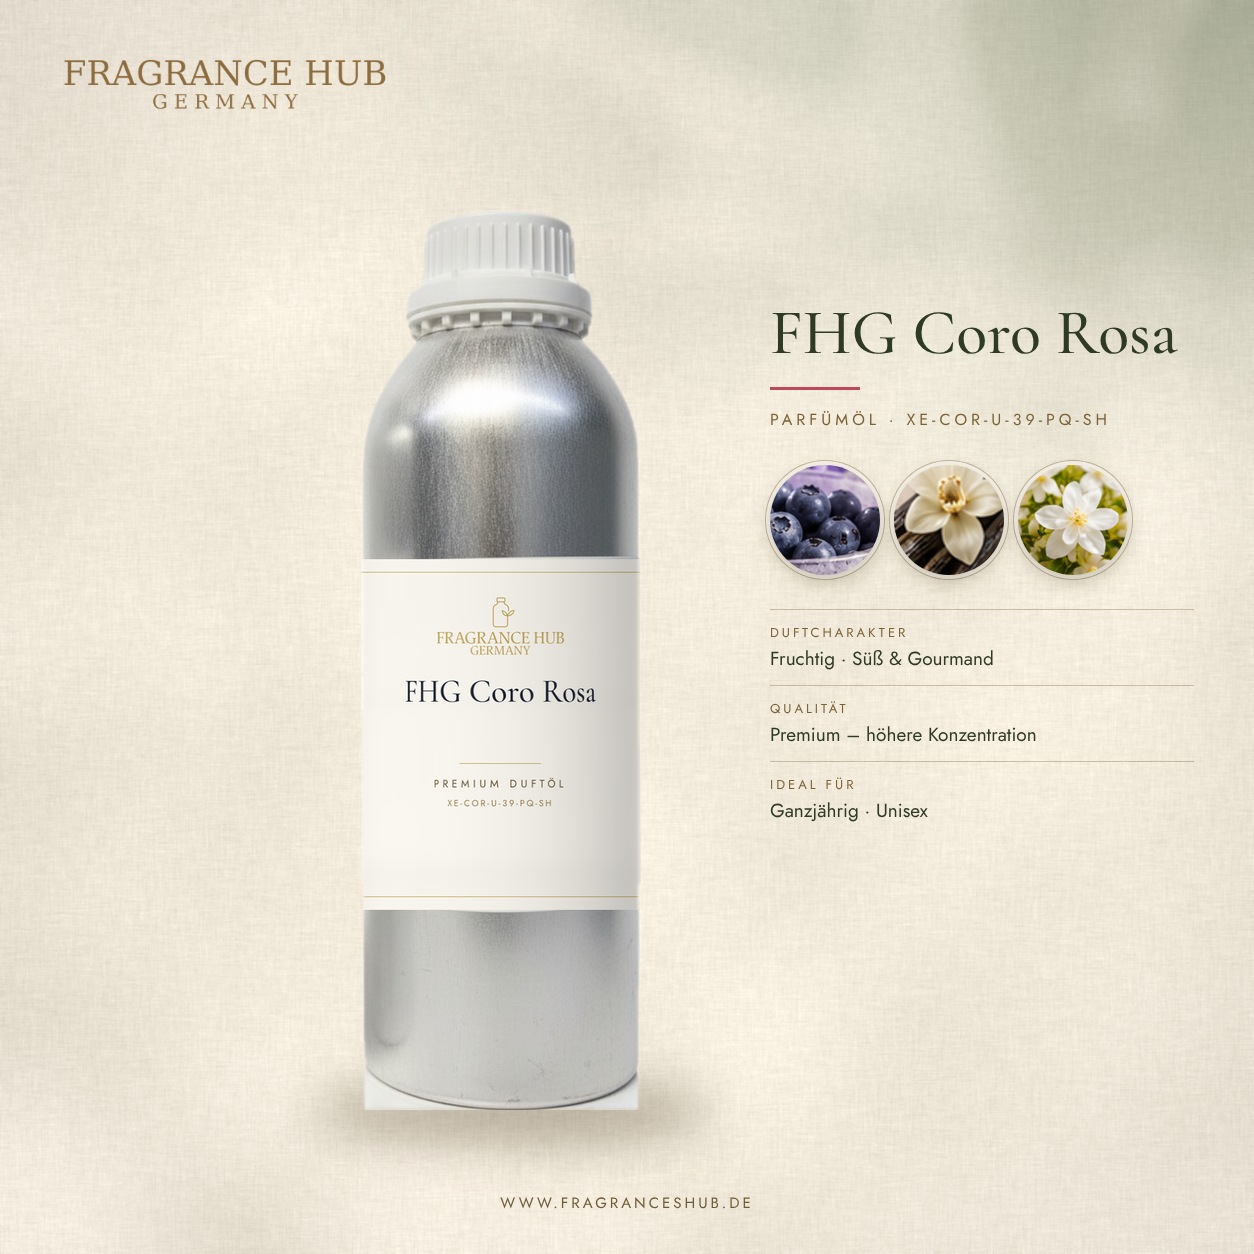 FRAGRANCE HUB
GERMANY
FHG Coro Rosa
PARFÜMÖL · XE-COR-U-39-PQ-SH
DUFTCHARAKTER
Fruchtig · Süß & Gourmand
QUALITÄT
Premium – höhere Konzentration
IDEAL FÜR
Ganzjährig · Unisex
FRAGRANCE HUB
GERMANY
FHG Coro Rosa
PREMIUM DUFTÖL
XE-COR-U-39-PQ-SH
WWW.FRAGRANCESHUB.DE